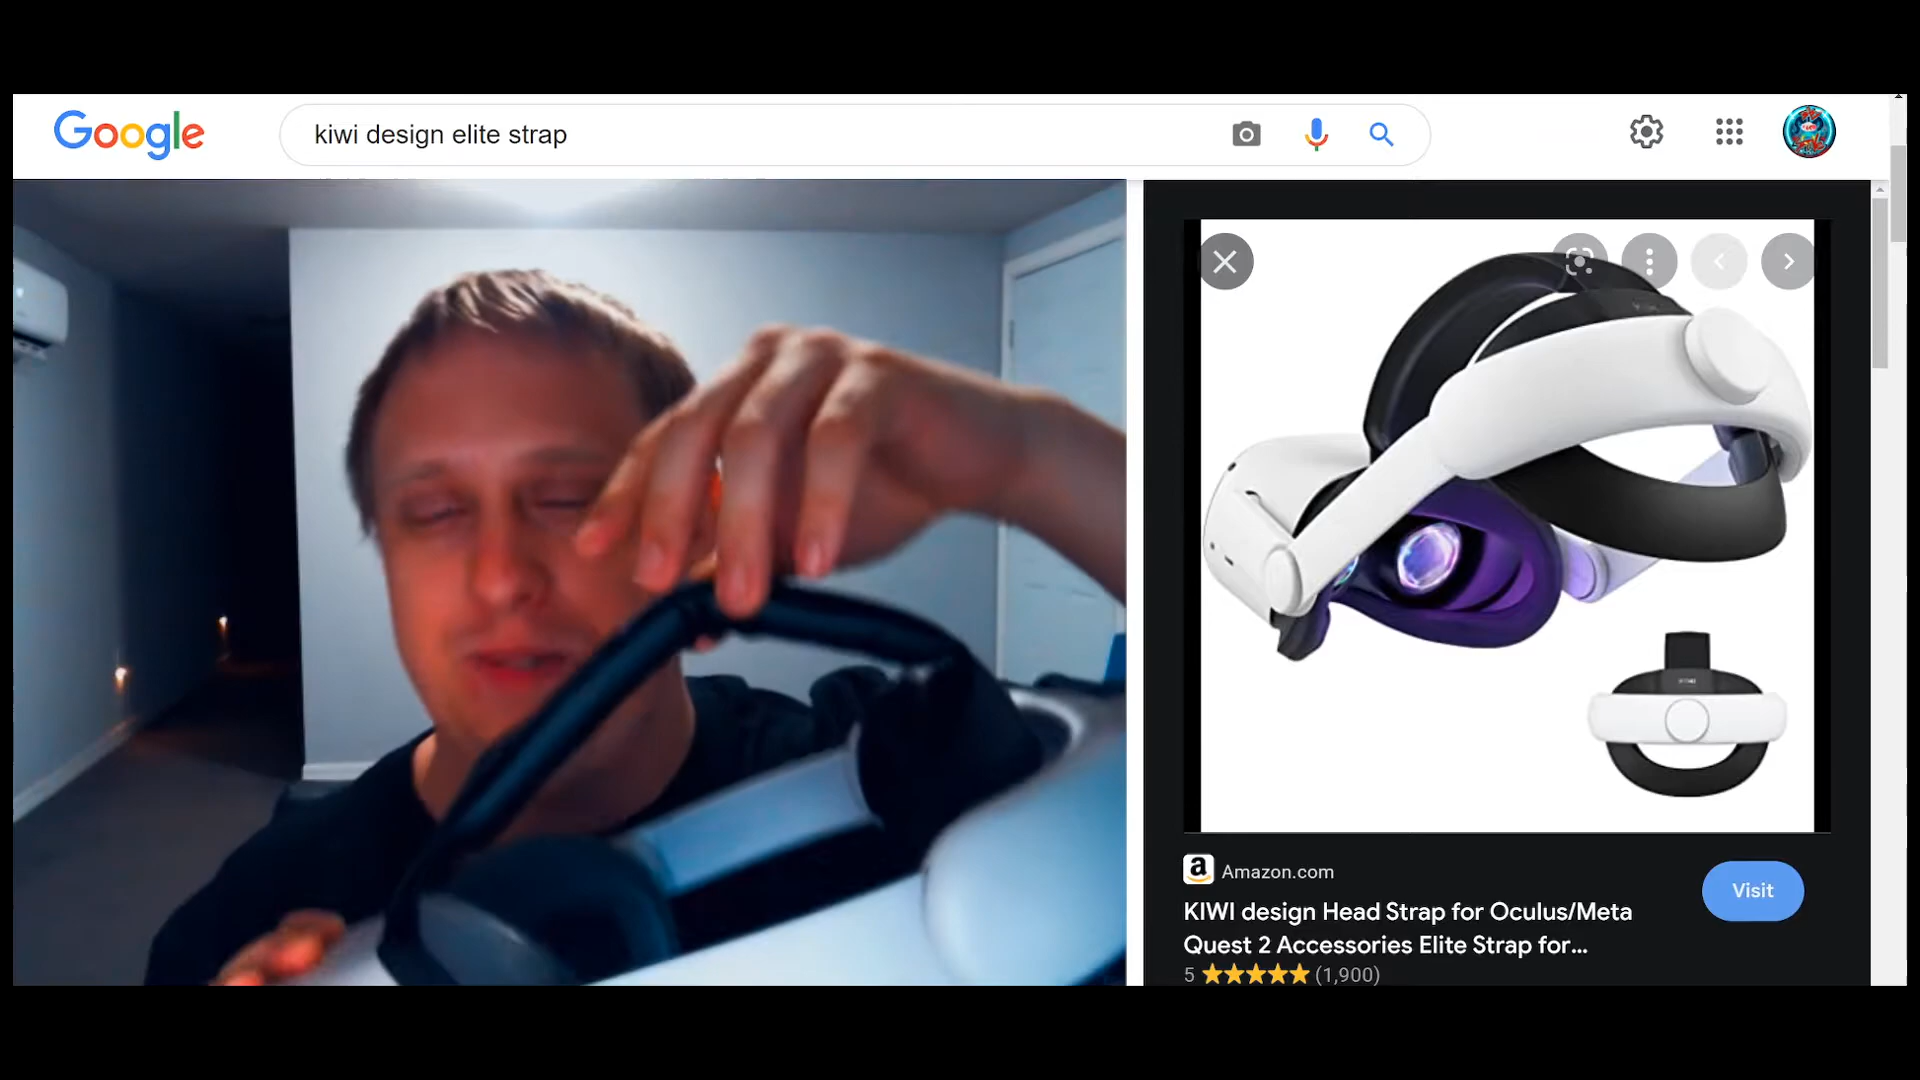 Google
kiwi design elite strap
Amazon.com
Visit
KIWI design Head Strap for Oculus/Meta
Quest 2 Accessories Elite Strap for...
5 (1,900)